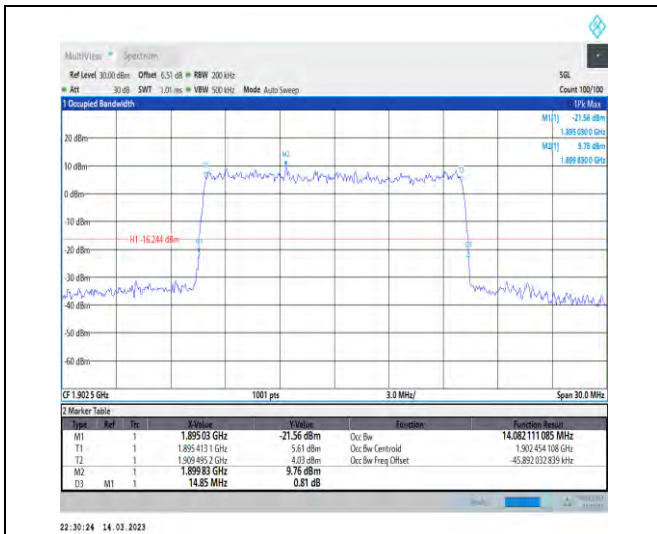 MultiView Spectrum
Ref Level 30.00 dBm Offset 6.51 dB RBW 200 kHz SGL
Att 30 dB SWT 1.01 ms VBW 500 kHz Mode Auto Sweep Count 100/100
1 Occupied Bandwidth 1Pk Max
M1[1] -21.56 dBm
1.895 030 0 GHz
M2[1] 9.78 dBm
1.899 830 0 GHz
20 dBm
M2
10 dBm
0 dBm
-10 dBm
H1 -16.244 dBm
-20 dBm
-30 dBm
-40 dBm
-50 dBm
-60 dBm
CF 1.902 5 GHz 1001 pts 3.0 MHz/ Span 30.0 MHz
2 Marker Table
Type Ref Trc X-Value Y-Value Function Function Result
M1 1 1.895 03 GHz -21.56 dBm Occ Bw 14.082 111 085 MHz
T1 1 1.895 413 1 GHz 5.61 dBm Occ Bw Centroid 1.902 454 108 GHz
T2 1 1.909 495 2 GHz 4.03 dBm Occ Bw Freq Offset -45.892 032 839 kHz
M2 1 1.899 83 GHz 9.76 dBm
D3 M1 1 14.85 MHz 0.81 dB
22:30:24 14.03.2023